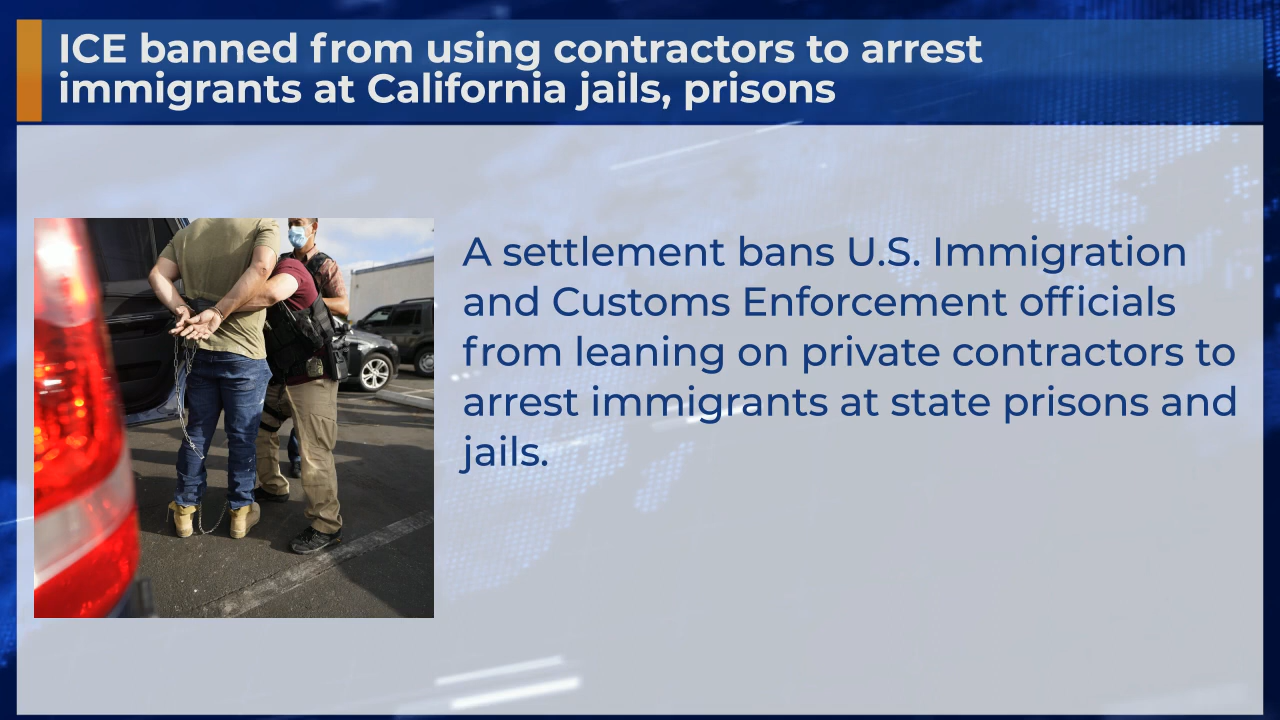 ICE banned from using contractors to arrest
immigrants at California jails, prisons
A settlement bans U.S. Immigration
and Customs Enforcement officials
from leaning on private contractors to
arrest immigrants at state prisons and
jails.